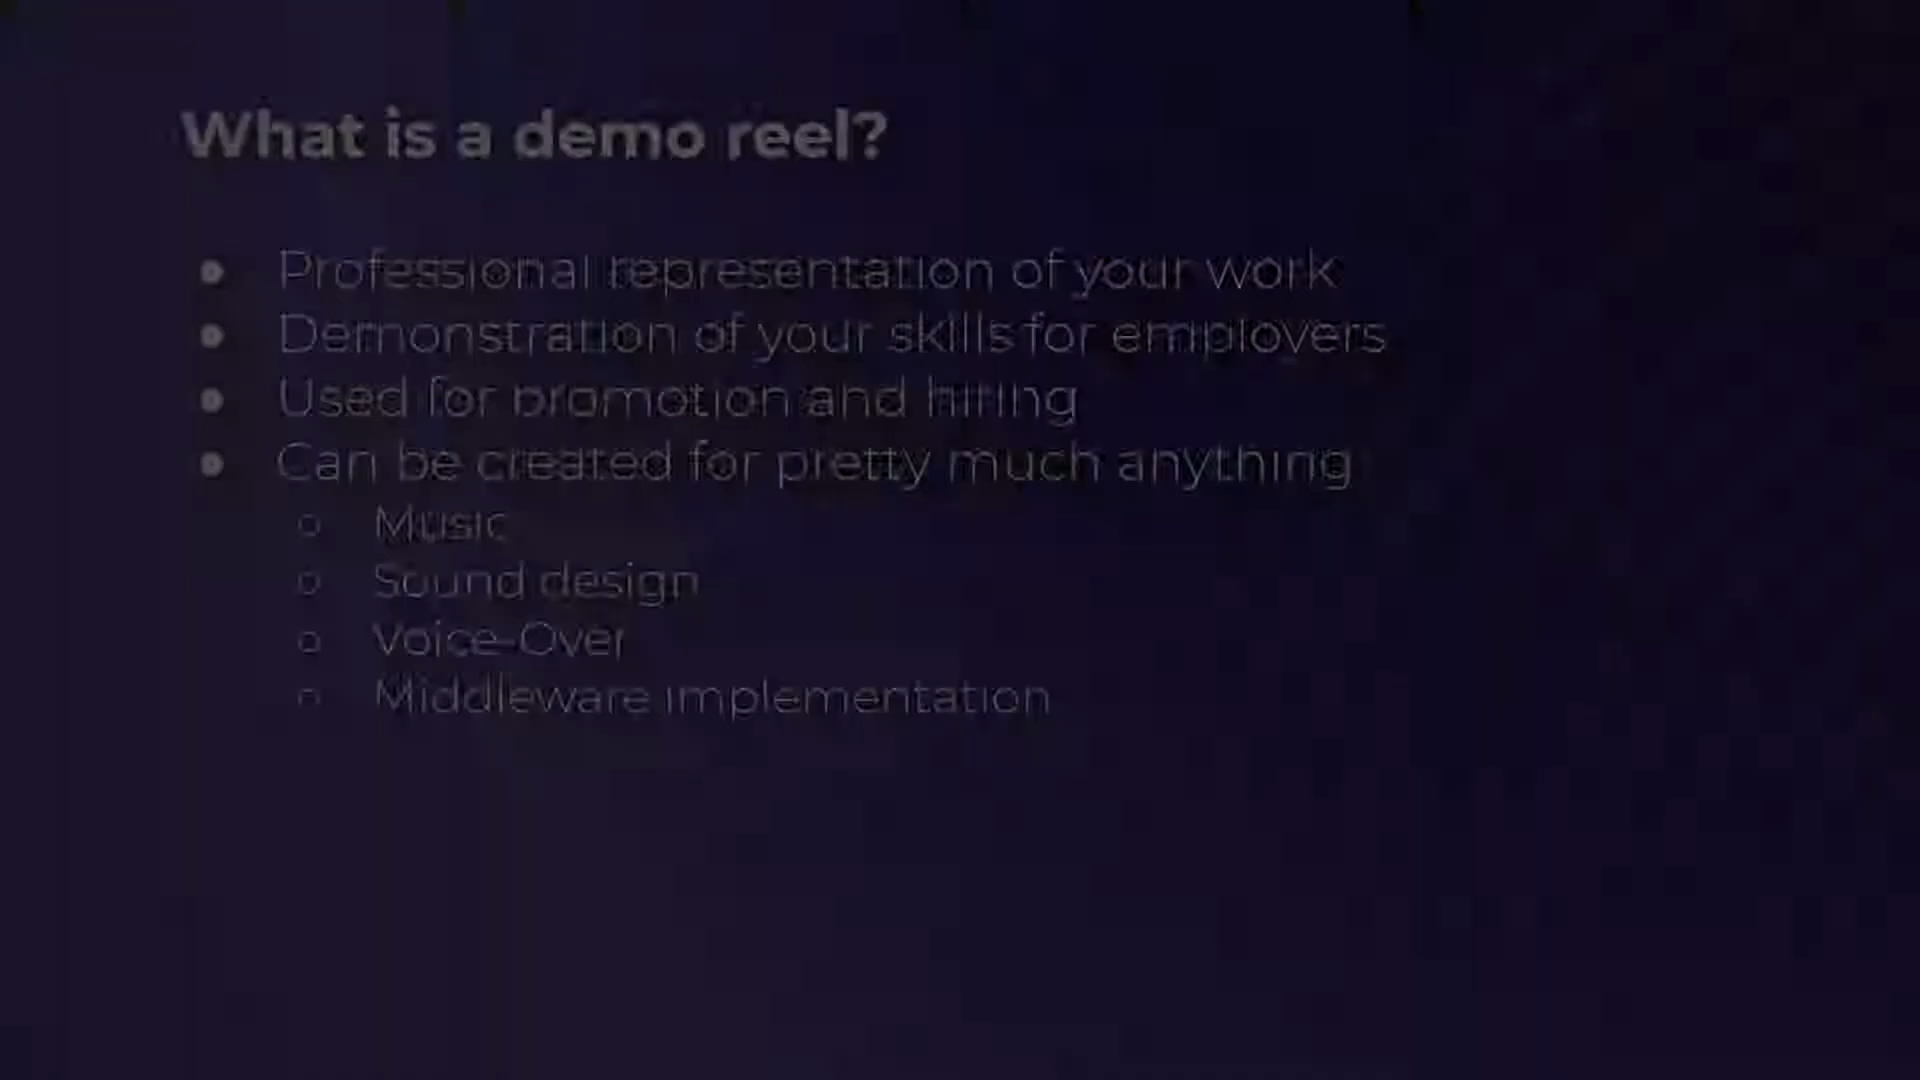 What is a demo reel?
● Professional representation of your work
● Demonstration of your skills for employers
● Used for promotion and hiring
● Can be created for pretty much anything
○ Music
○ Sound design
○ Voice-Over
○ Middleware implementation